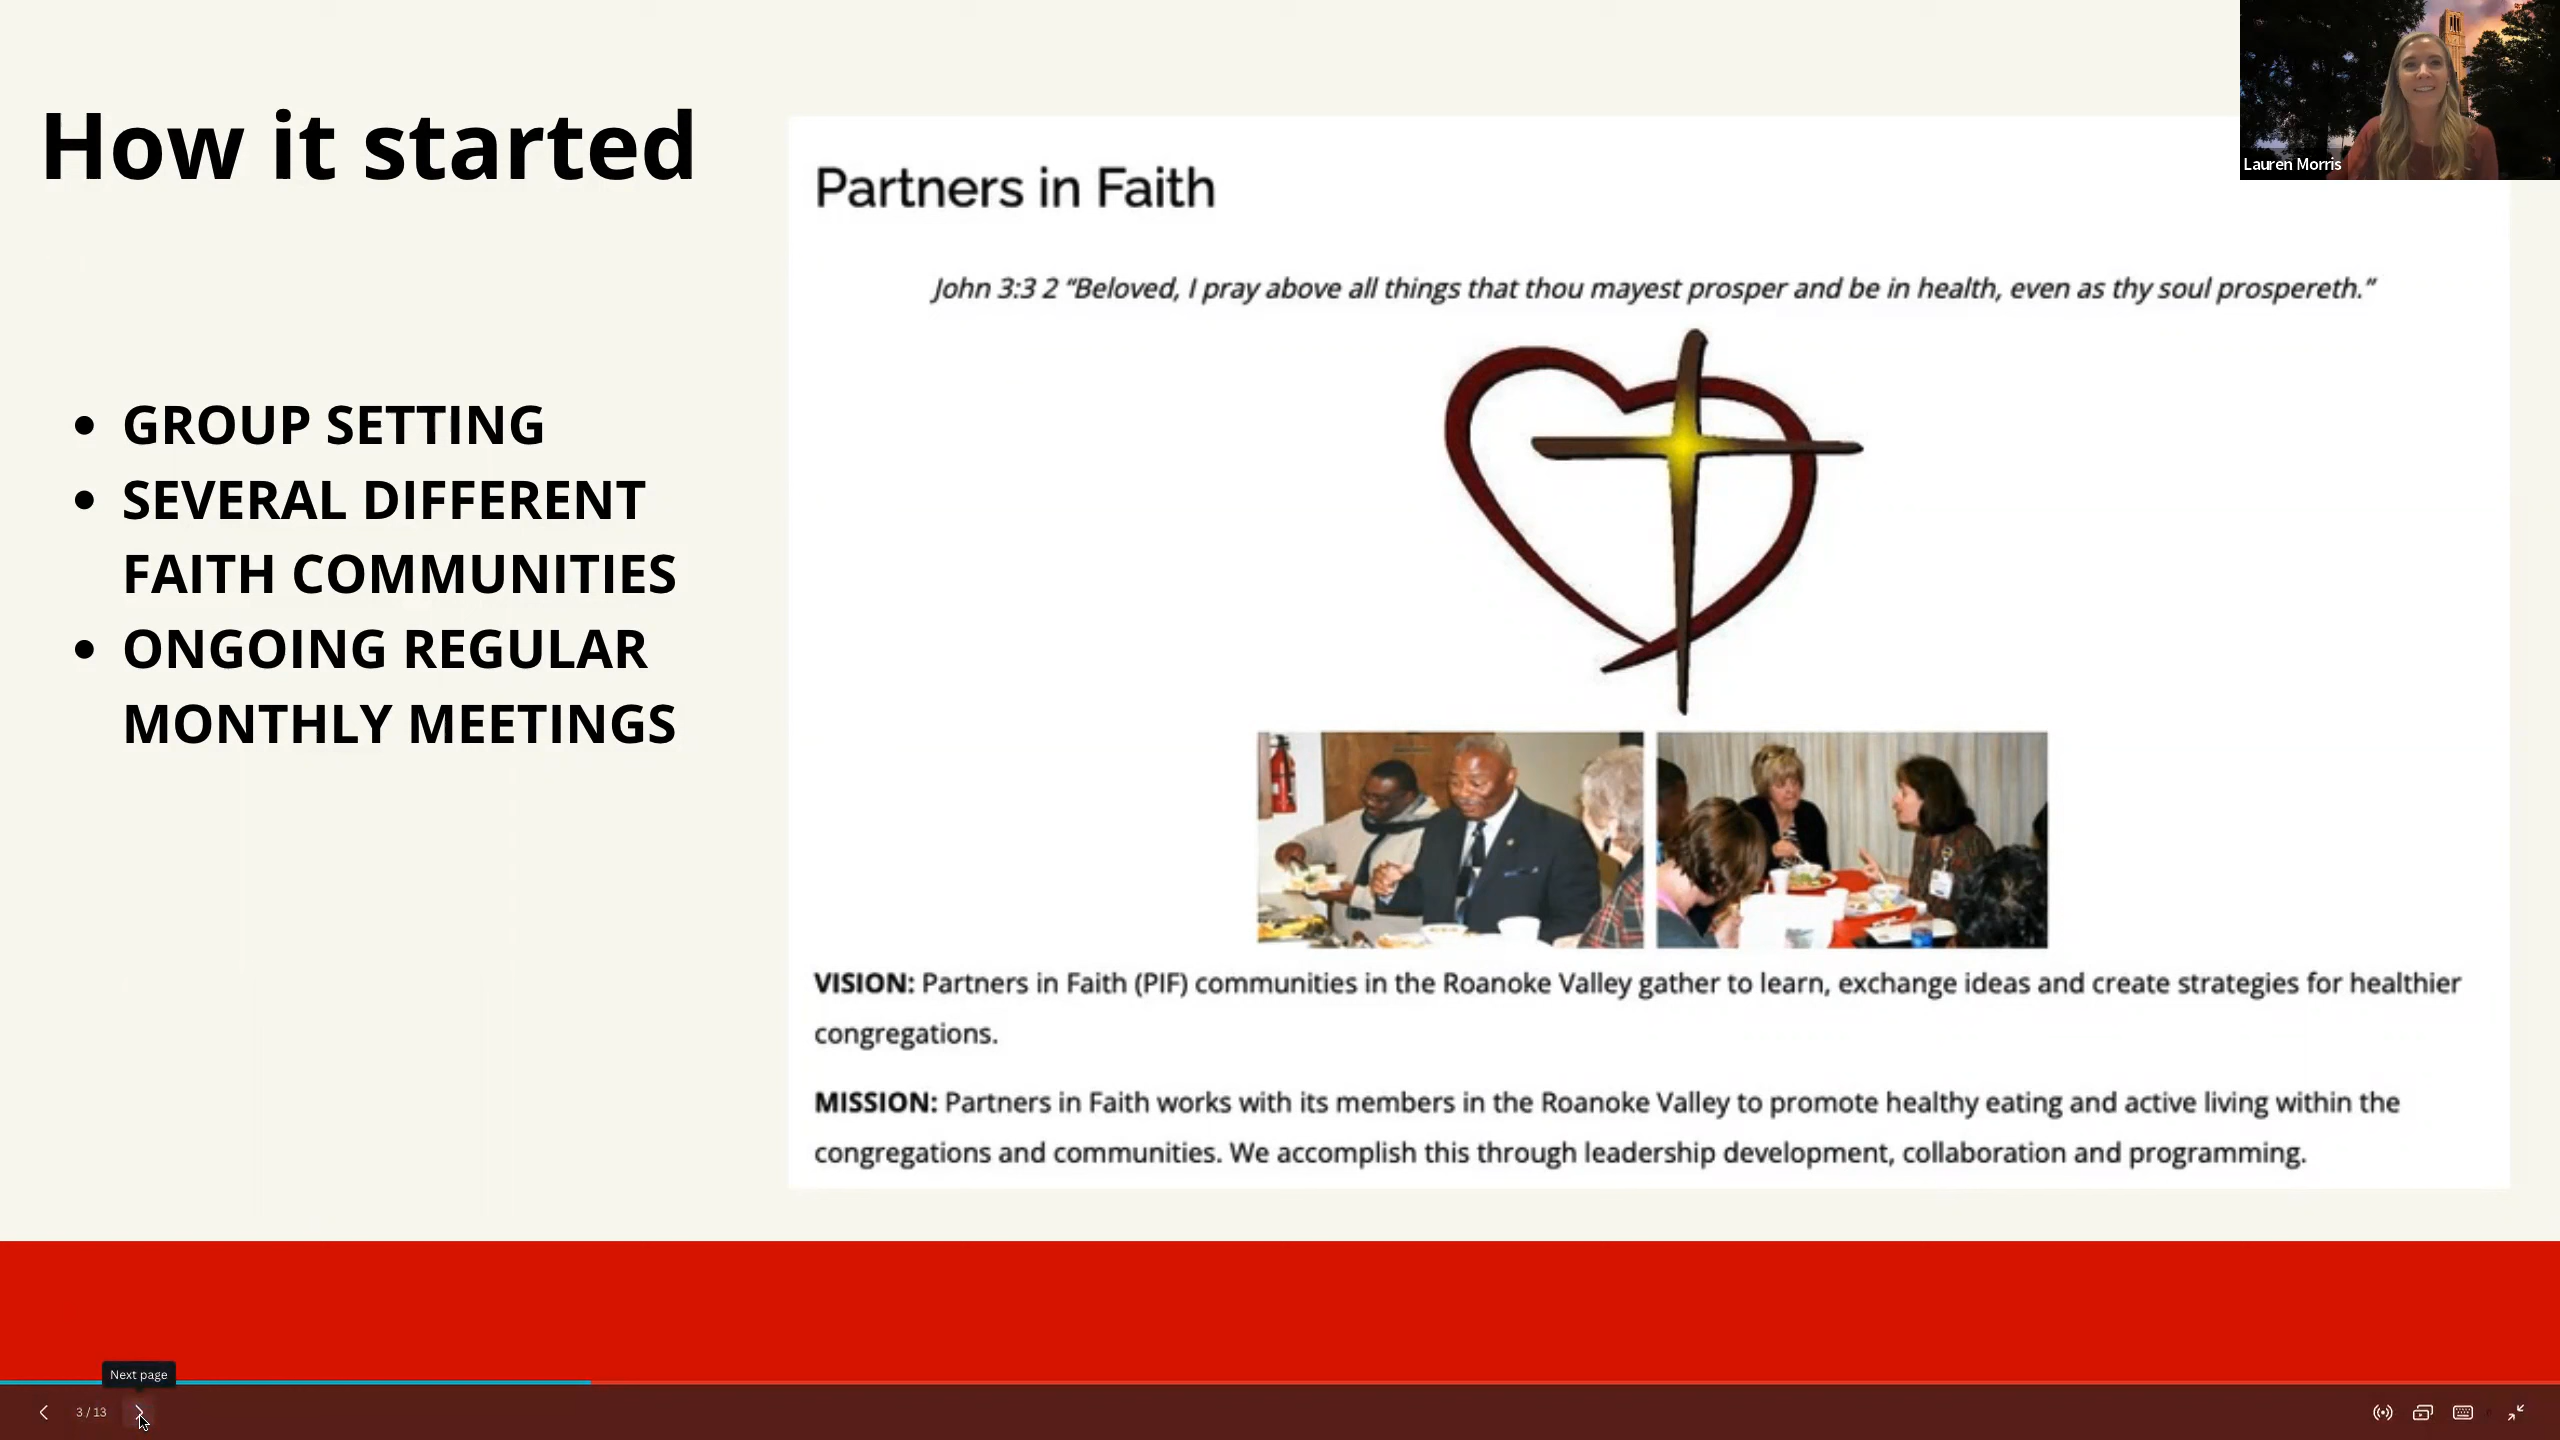 How it started
• GROUP SETTING
• SEVERAL DIFFERENT
FAITH COMMUNITIES
• ONGOING REGULAR
MONTHLY MEETINGS
Partners in Faith
John 3:3 2 “Beloved, I pray above all things that thou mayest prosper and be in health, even as thy soul prospereth.”
VISION: Partners in Faith (PIF) communities in the Roanoke Valley gather to learn, exchange ideas and create strategies for healthier
congregations.
MISSION: Partners in Faith works with its members in the Roanoke Valley to promote healthy eating and active living within the
congregations and communities. We accomplish this through leadership development, collaboration and programming.
Lauren Morris
Next page
3 / 13